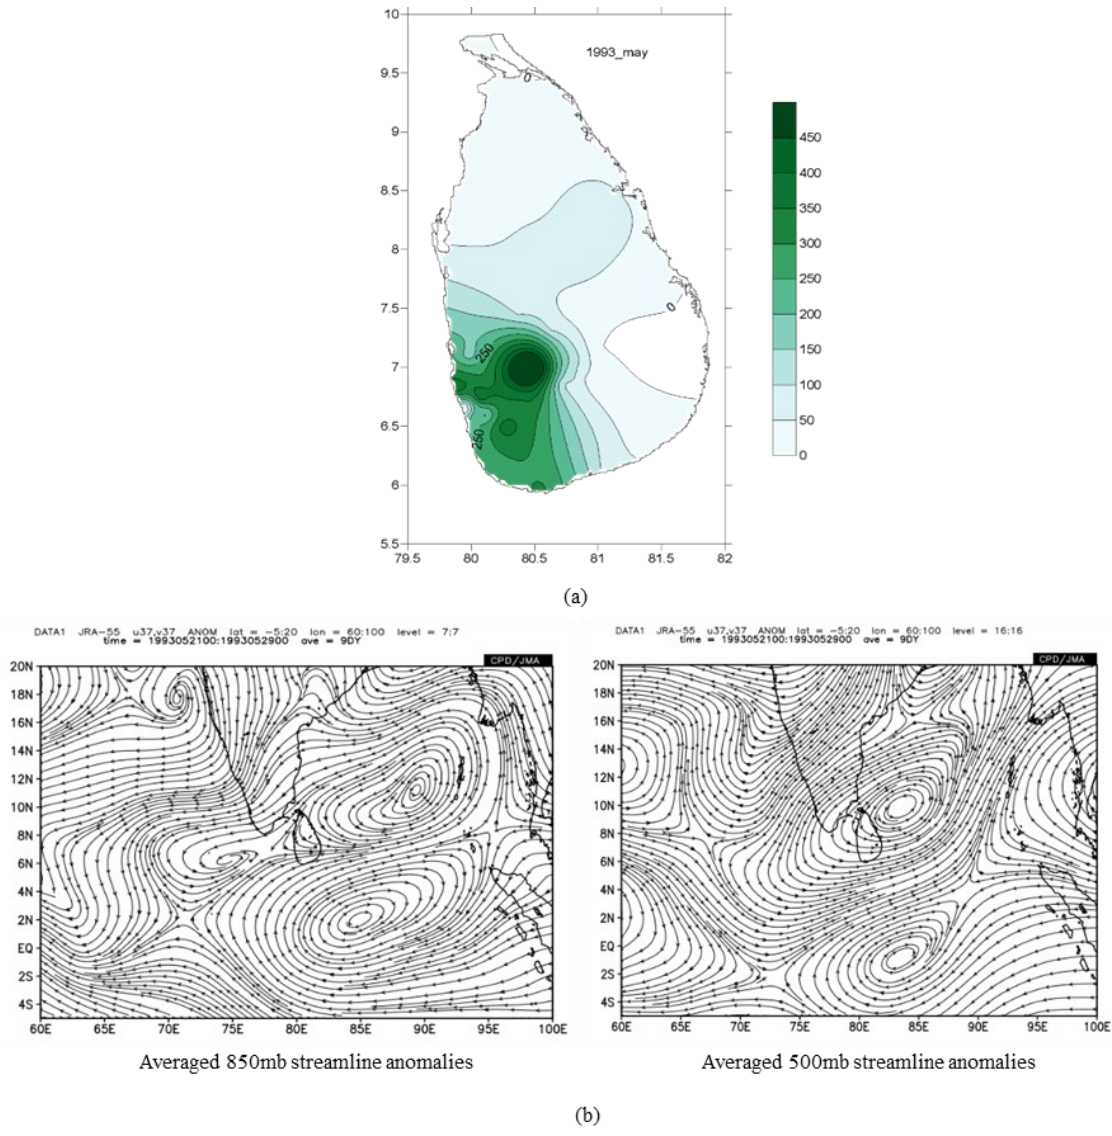 10
9.5
9
8.5
8
7.5
7
6.5
6
5.5
79.5 80 80.5 81 81.5 82
1993_may
0
0
250
250
450
400
350
300
250
200
150
100
50
0
(a)
DATA1 JRA-55 u37,v37 ANOM lat = -5:20 lon = 60:100 level = 7:7
time = 1993052100:1993052900 ave = 9DY
CPD/JMA
20N
18N
16N
14N
12N
10N
8N
6N
4N
2N
EQ
2S
4S
60E 65E 70E 75E 80E 85E 90E 95E 100E
Averaged 850mb streamline anomalies
DATA1 JRA-55 u37,v37 ANOM lat = -5:20 lon = 60:100 level = 16:16
time = 1993052100:1993052900 ave = 9DY
CPD/JMA
20N
18N
16N
14N
12N
10N
8N
6N
4N
2N
EQ
2S
4S
60E 65E 70E 75E 80E 85E 90E 95E 100E
Averaged 500mb streamline anomalies
(b)